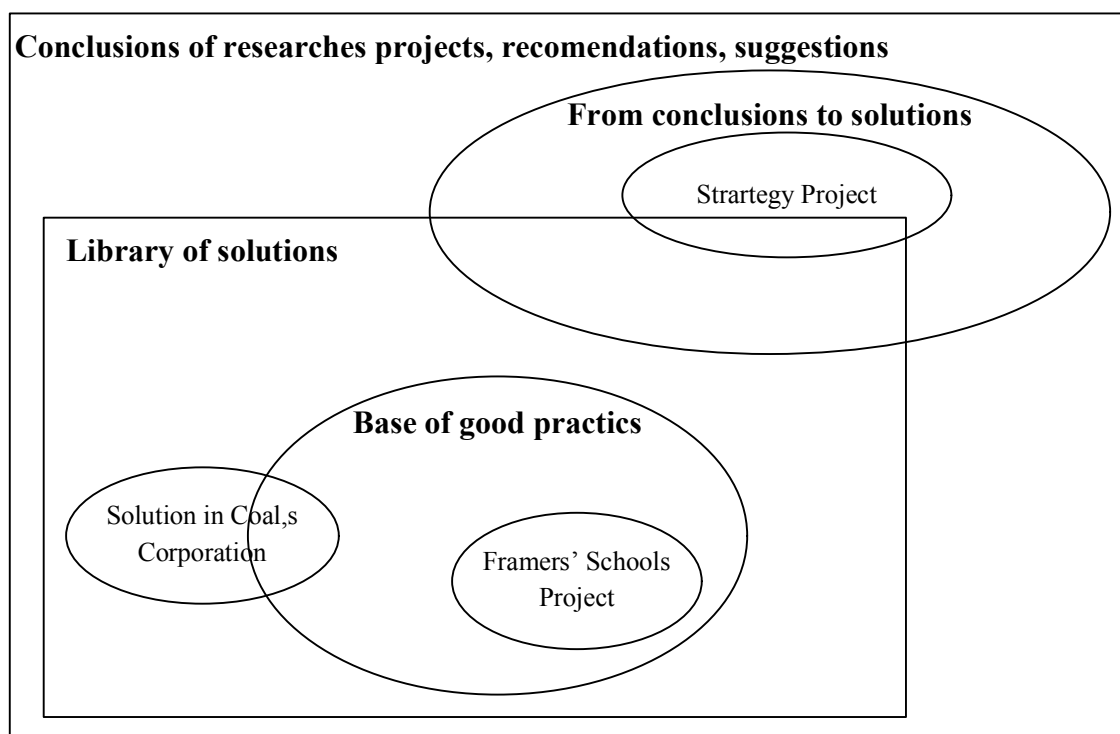 Conclusions of researches projects, recomendations, suggestions
From conclusions to solutions
Strartegy Project
Library of solutions
Base of good practics
Solution in Coal,s
Corporation
Framers’ Schools
Project